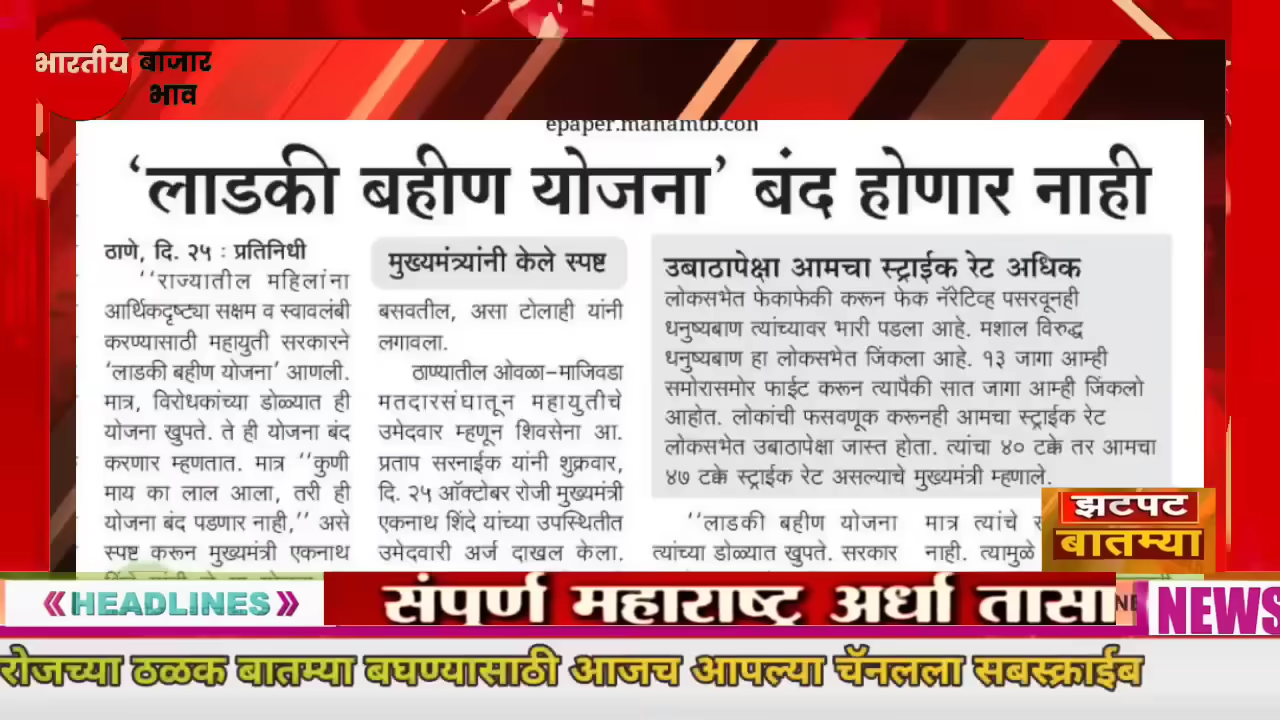 भारतीय बाजार
भाव
epaper.mahamtb.con
‘लाडकी बहीण योजना’ बंद होणार नाही
ठाणे, दि. २५ : प्रतिनिधी
‘‘राज्यातील महिलांना
आर्थिकदृष्ट्या सक्षम व स्वावलंबी
करण्यासाठी महायुती सरकारने
‘लाडकी बहीण योजना’ आणली.
मात्र, विरोधकांच्या डोळ्यात ही
योजना खुपते. ते ही योजना बंद
करणार म्हणतात. मात्र ‘‘कुणी
माय का लाल आला, तरी ही
योजना बंद पडणार नाही,’’ असे
स्पष्ट करून मुख्यमंत्री एकनाथ
मुख्यमंत्र्यांनी केले स्पष्ट
बसवतील, असा टोलाही यांनी
लगावला.
ठाण्यातील ओवळा-माजिवडा
मतदारसंघातून महायुतीचे
उमेदवार म्हणून शिवसेना आ.
प्रताप सरनाईक यांनी शुक्रवार,
दि. २५ ऑक्टोबर रोजी मुख्यमंत्री
एकनाथ शिंदे यांच्या उपस्थितीत
उमेदवारी अर्ज दाखल केला.
उबाठापेक्षा आमचा स्ट्राईक रेट अधिक
लोकसभेत फेकाफेकी करून फेक नॅरेटिव्ह पसरवूनही
धनुष्यबाण त्यांच्यावर भारी पडला आहे. मशाल विरुद्ध
धनुष्यबाण हा लोकसभेत जिंकला आहे. १३ जागा आम्ही
समोरासमोर फाईट करून त्यापैकी सात जागा आम्ही जिंकलो
आहोत. लोकांची फसवणूक करूनही आमचा स्ट्राईक रेट
लोकसभेत उबाठापेक्षा जास्त होता. त्यांचा ४० टक्के तर आमचा
४७ टक्के स्ट्राईक रेट असल्याचे मुख्यमंत्री म्हणाले.
‘‘लाडकी बहीण योजना
त्यांच्या डोळ्यात खुपते. सरकार
मात्र त्यांचे
नाही. त्यामुळे
झटपट
बातम्या
HEADLINES
संपूर्ण महाराष्ट्र अर्धा तासा
NEWS
रोजच्या ठळक बातम्या बघण्यासाठी आजच आपल्या चॅनलला सबस्क्राईब